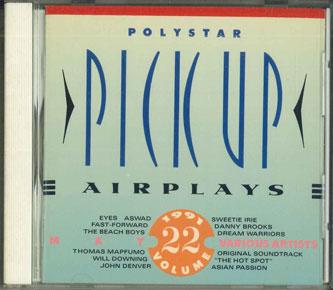 POLYSTAR
PICK UP
AIRPLAYS
EYES ASWAD
FAST-FORWARD
THE BEACH BOYS
MAY
THOMAS MAPFUMO
WILL DOWNING
JOHN DENVER
1991
22
VOLUME
SWEETIE IRIE
DANNY BROOKS
DREAM WARRIORS
VARIOUS ARTISTS
ORIGINAL SOUNDTRACK
"THE HOT SPOT"
ASIAN PASSION